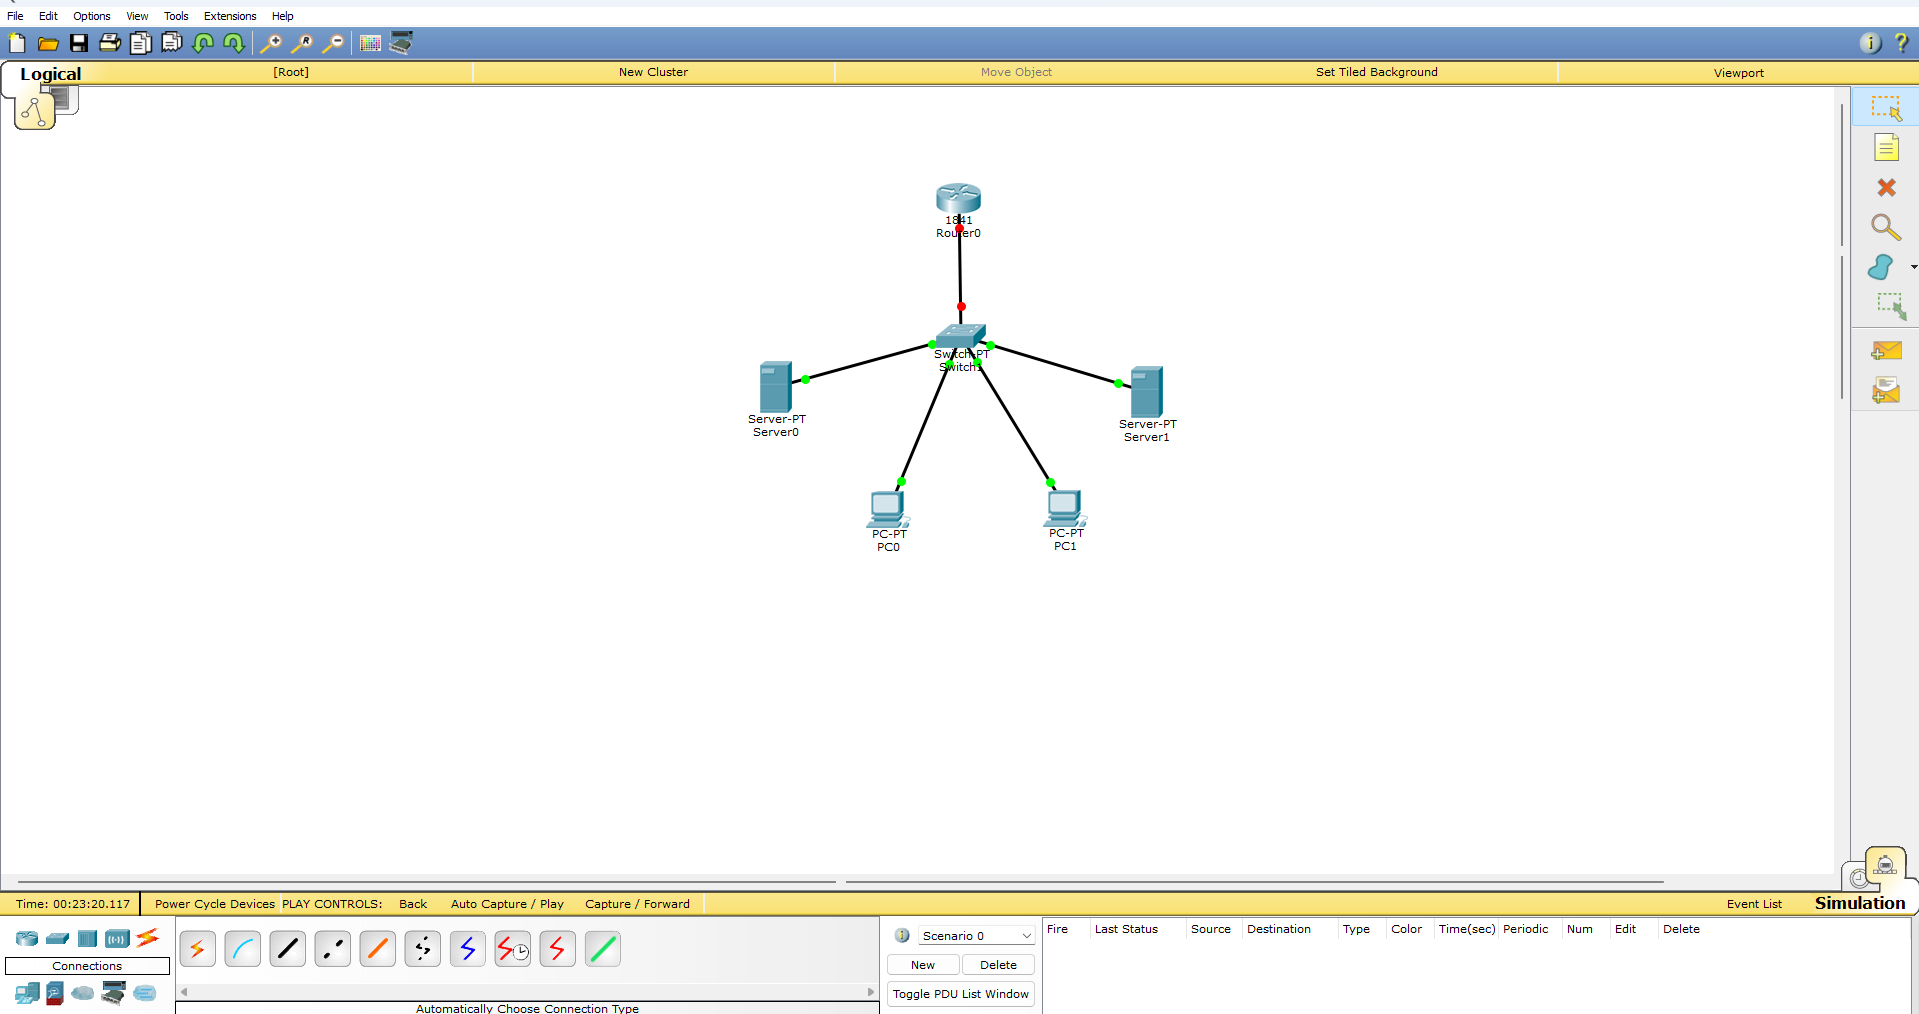 File Edit Options View Tools Extensions Help
Logical [Root] New Cluster Move Object Set Tiled Background Viewport
1841
Router0
Switch-PT
Switch1
Server-PT
Server0
Server-PT
Server1
PC-PT
PC0
PC-PT
PC1
Time: 00:23:20.117 Power Cycle Devices PLAY CONTROLS: Back Auto Capture / Play Capture / Forward Event List Simulation
Connections
Automatically Choose Connection Type
Scenario 0
New Delete
Toggle PDU List Window
Fire Last Status Source Destination Type Color Time(sec) Periodic Num Edit Delete